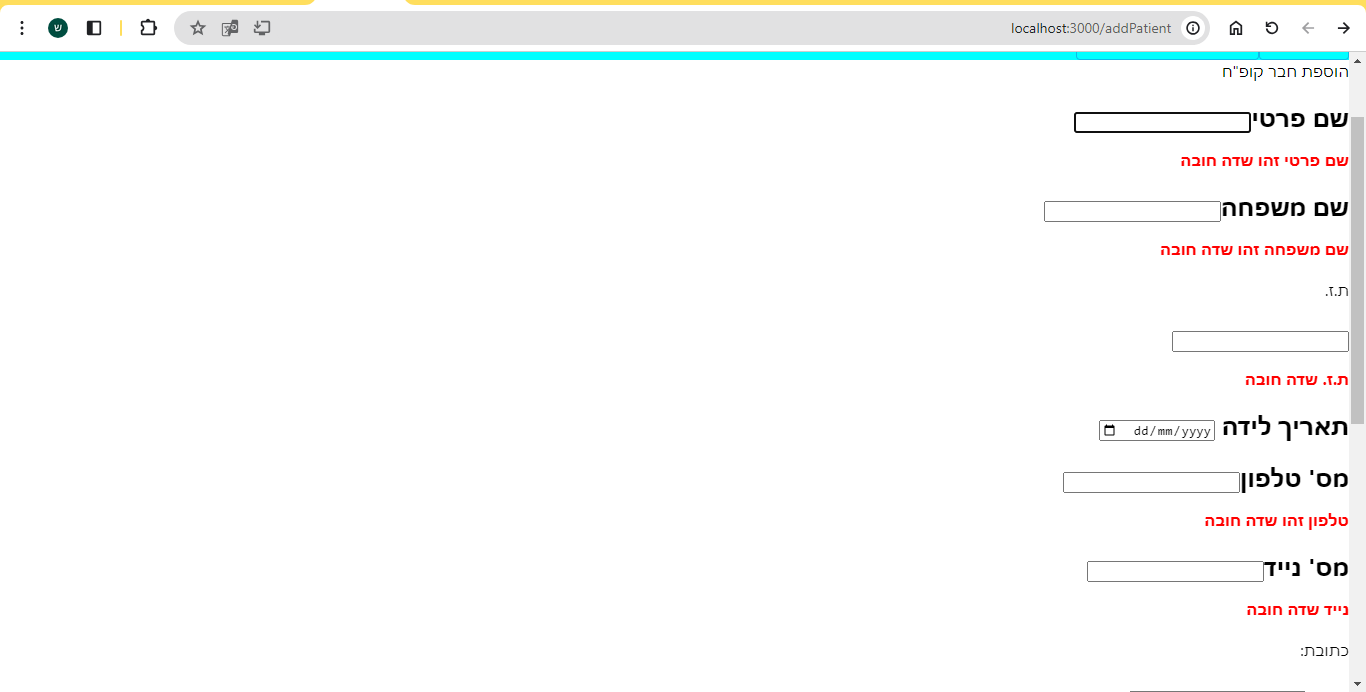 ש
localhost:3000/addPatient
הוספת חבר קופ"ח
שם פרטי
שם פרטי זהו שדה חובה
שם משפחה
שם משפחה זהו שדה חובה
ת.ז.
ת.ז. שדה חובה
תאריך לידה dd/mm/yyyy
מס' טלפון
טלפון זהו שדה חובה
מס' נייד
נייד שדה חובה
כתובת: